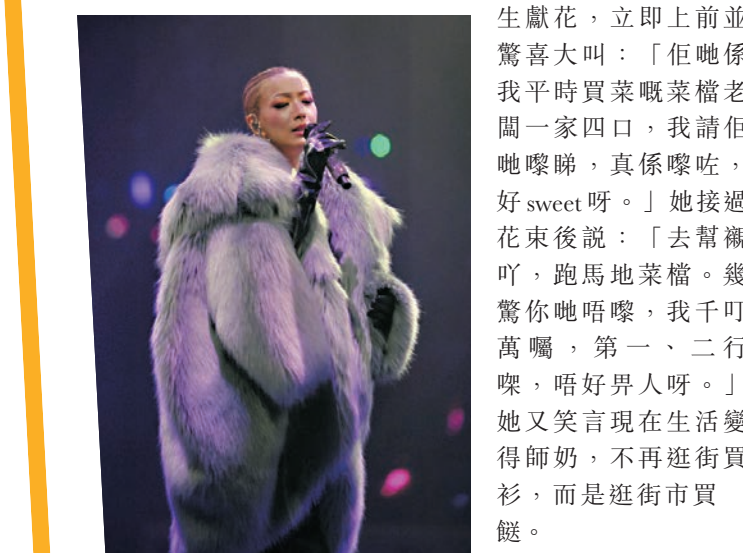 生獻花，立即上前並
驚喜大叫：「佢哋係
我平時買菜嘅菜檔老
闆一家四口，我請佢
哋嚟睇，真係嚟咗，
好 sweet 呀。」她接過
花束後説：「去幫襯
吖，跑馬地菜檔。幾
驚你哋唔嚟，我千叮
萬囑，第一、二行
㗎，唔好畀人呀。」
她又笑言現在生活變
得師奶，不再逛街買
衫，而是逛街市買
餸。